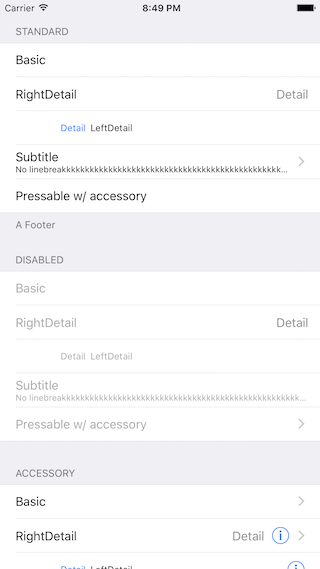 Carrier 8:49 PM
STANDARD
Basic
RightDetail Detail
Detail LeftDetail
Subtitle
No linebreakkkkkkkkkkkkkkkkkkkkkkkkkkkkkkkkkkkkkkkkkkkkkkkkkk...
Pressable w/ accessory
A Footer
DISABLED
Basic
RightDetail Detail
Detail LeftDetail
Subtitle
No linebreakkkkkkkkkkkkkkkkkkkkkkkkkkkkkkkkkkkkkkkkkkkkkkkkkkkkkk...
Pressable w/ accessory
ACCESSORY
Basic
RightDetail Detail
Detail LeftDetail